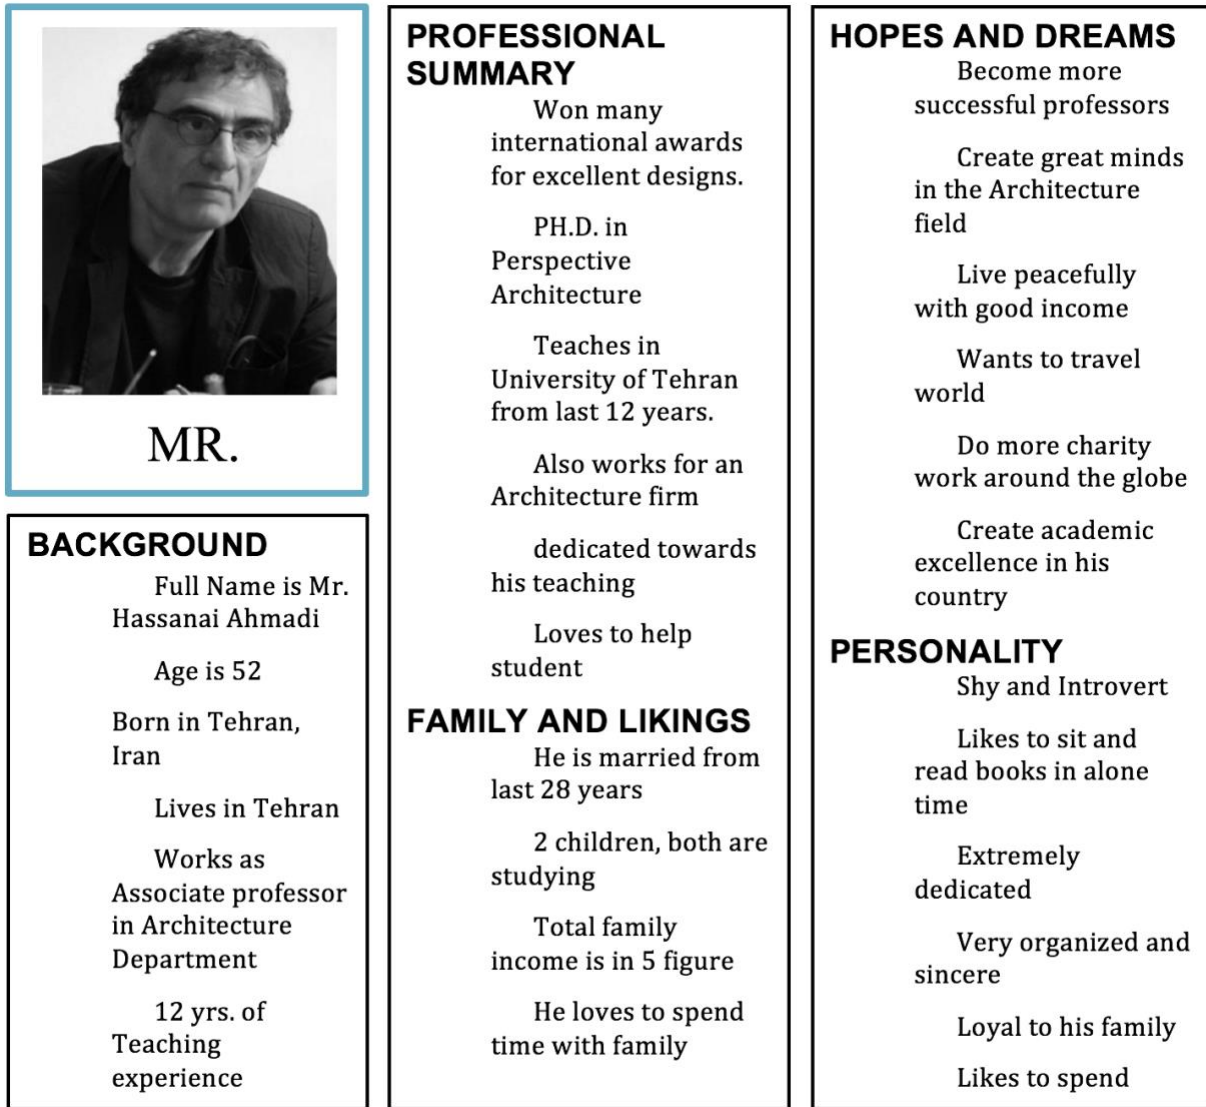 MR.
BACKGROUND
Full Name is Mr.
Hassanai Ahmadi
Age is 52
Born in Tehran,
Iran
Lives in Tehran
Works as
Associate professor
in Architecture
Department
12 yrs. of
Teaching
experience
PROFESSIONAL
SUMMARY
Won many
international awards
for excellent designs.
PH.D. in
Perspective
Architecture
Teaches in
University of Tehran
from last 12 years.
Also works for an
Architecture firm
dedicated towards
his teaching
Loves to help
student
FAMILY AND LIKINGS
He is married from
last 28 years
2 children, both are
studying
Total family
income is in 5 figure
He loves to spend
time with family
HOPES AND DREAMS
Become more
successful professors
Create great minds
in the Architecture
field
Live peacefully
with good income
Wants to travel
world
Do more charity
work around the globe
Create academic
excellence in his
country
PERSONALITY
Shy and Introvert
Likes to sit and
read books in alone
time
Extremely
dedicated
Very organized and
sincere
Loyal to his family
Likes to spend